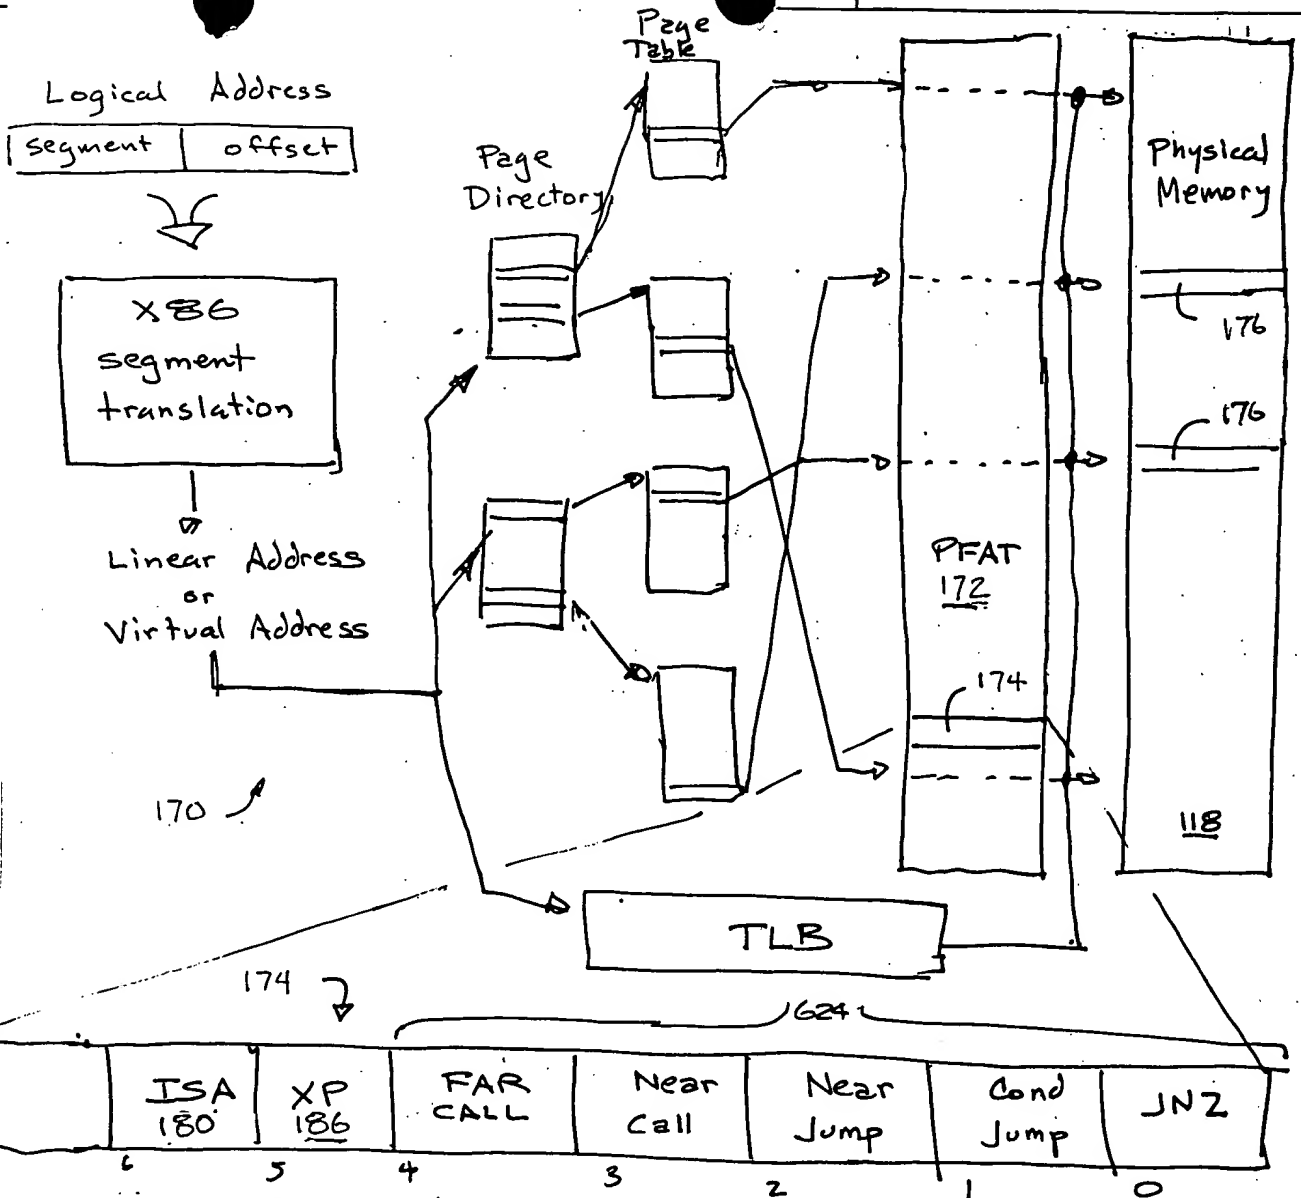 Page
Table
Logical Address
segment offset
Page
Directory
Physical
Memory
X86
segment
translation
176
176
Linear Address
or
Virtual Address
PFAT
172
174
170
118
TLB
174
624
ISA
180
XP
186
FAR
CALL
Near
Call
Near
Jump
Cond
Jump
JNZ
6 5 4 3 2 1 0